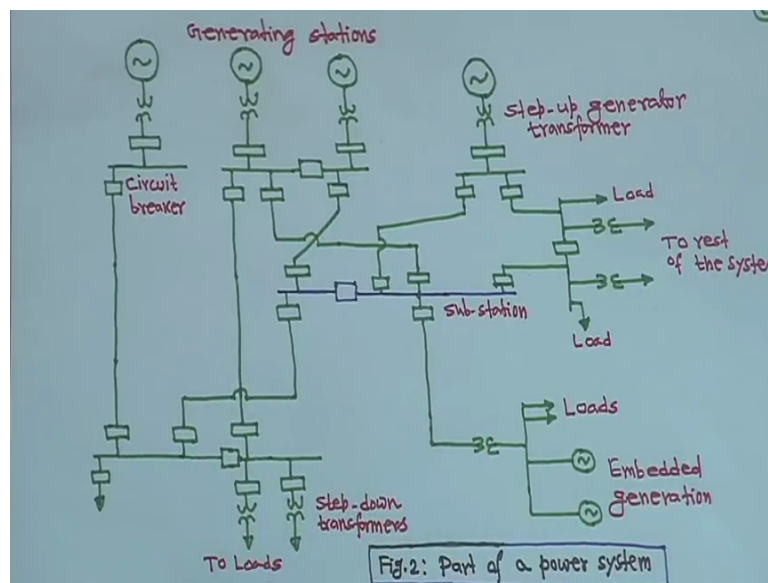 Generating stations
Step-up generator
transformer
Circuit
breaker
Load
To rest
of the system
Sub-station
Load
Loads
Embedded
generation
Step-down
transformers
To Loads
Fig.2: Part of a power system